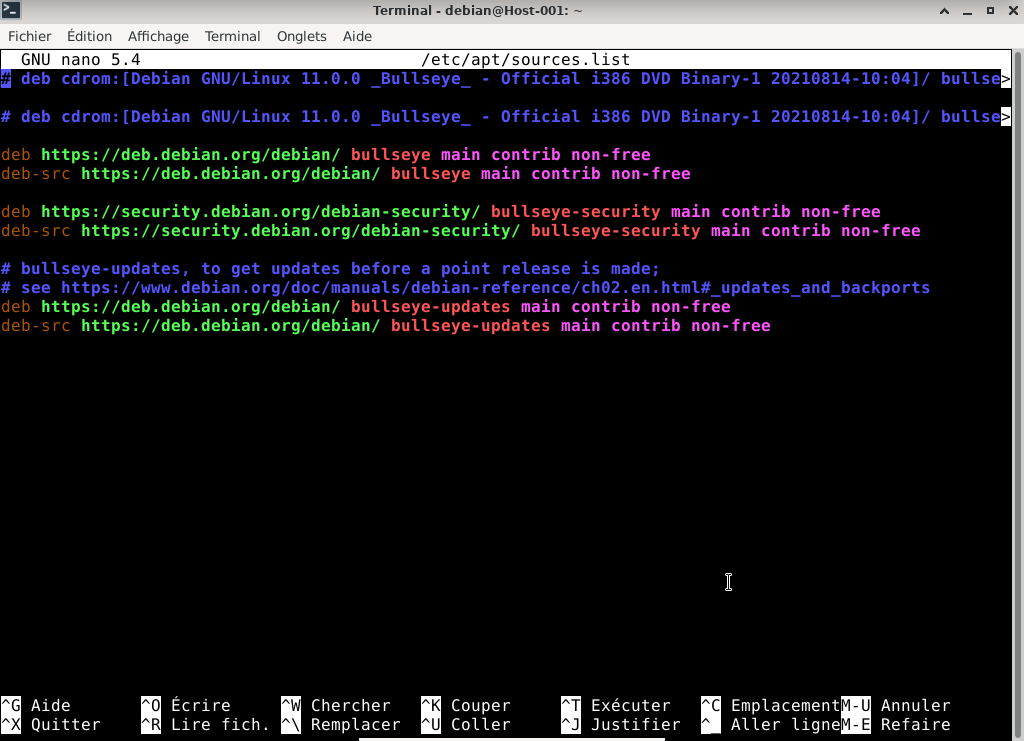 Terminal - debian@Host-001: ~
Fichier Édition Affichage Terminal Onglets Aide
GNU nano 5.4 /etc/apt/sources.list
# deb cdrom:[Debian GNU/Linux 11.0.0 _Bullseye_ - Official i386 DVD Binary-1 20210814-10:04]/ bullse>
# deb cdrom:[Debian GNU/Linux 11.0.0 _Bullseye_ - Official i386 DVD Binary-1 20210814-10:04]/ bullse>
deb https://deb.debian.org/debian/ bullseye main contrib non-free
deb-src https://deb.debian.org/debian/ bullseye main contrib non-free
deb https://security.debian.org/debian-security/ bullseye-security main contrib non-free
deb-src https://security.debian.org/debian-security/ bullseye-security main contrib non-free
# bullseye-updates, to get updates before a point release is made;
# see https://www.debian.org/doc/manuals/debian-reference/ch02.en.html#_updates_and_backports
deb https://deb.debian.org/debian/ bullseye-updates main contrib non-free
deb-src https://deb.debian.org/debian/ bullseye-updates main contrib non-free
^G Aide ^O Écrire ^W Chercher ^K Couper ^T Exécuter ^C Emplacement M-U Annuler
^X Quitter ^R Lire fich. ^\ Remplacer ^U Coller ^J Justifier ^_ Aller ligne M-E Refaire